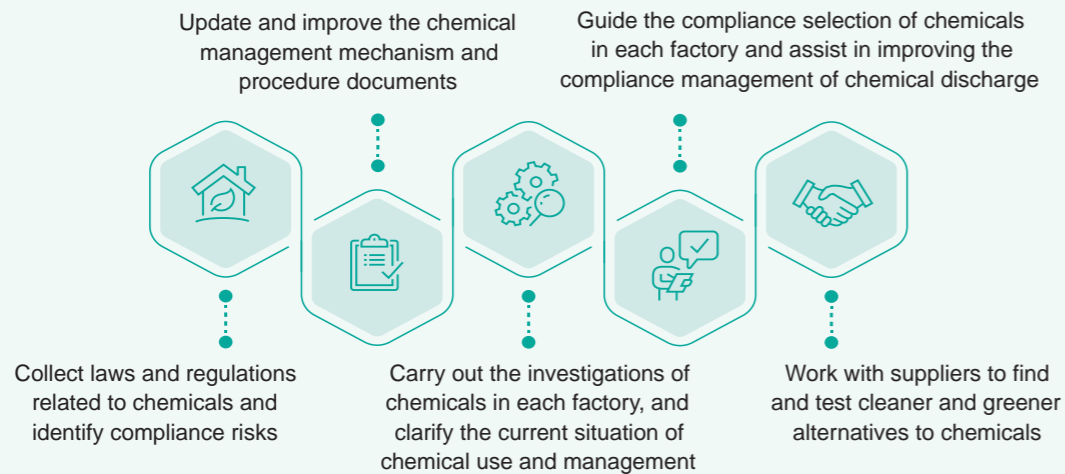 Update and improve the chemical
management mechanism and
procedure documents
Guide the compliance selection of chemicals
in each factory and assist in improving the
compliance management of chemical discharge
Collect laws and regulations
related to chemicals and
identify compliance risks
Carry out the investigations of
chemicals in each factory, and
clarify the current situation of
chemical use and management
Work with suppliers to find
and test cleaner and greener
alternatives to chemicals